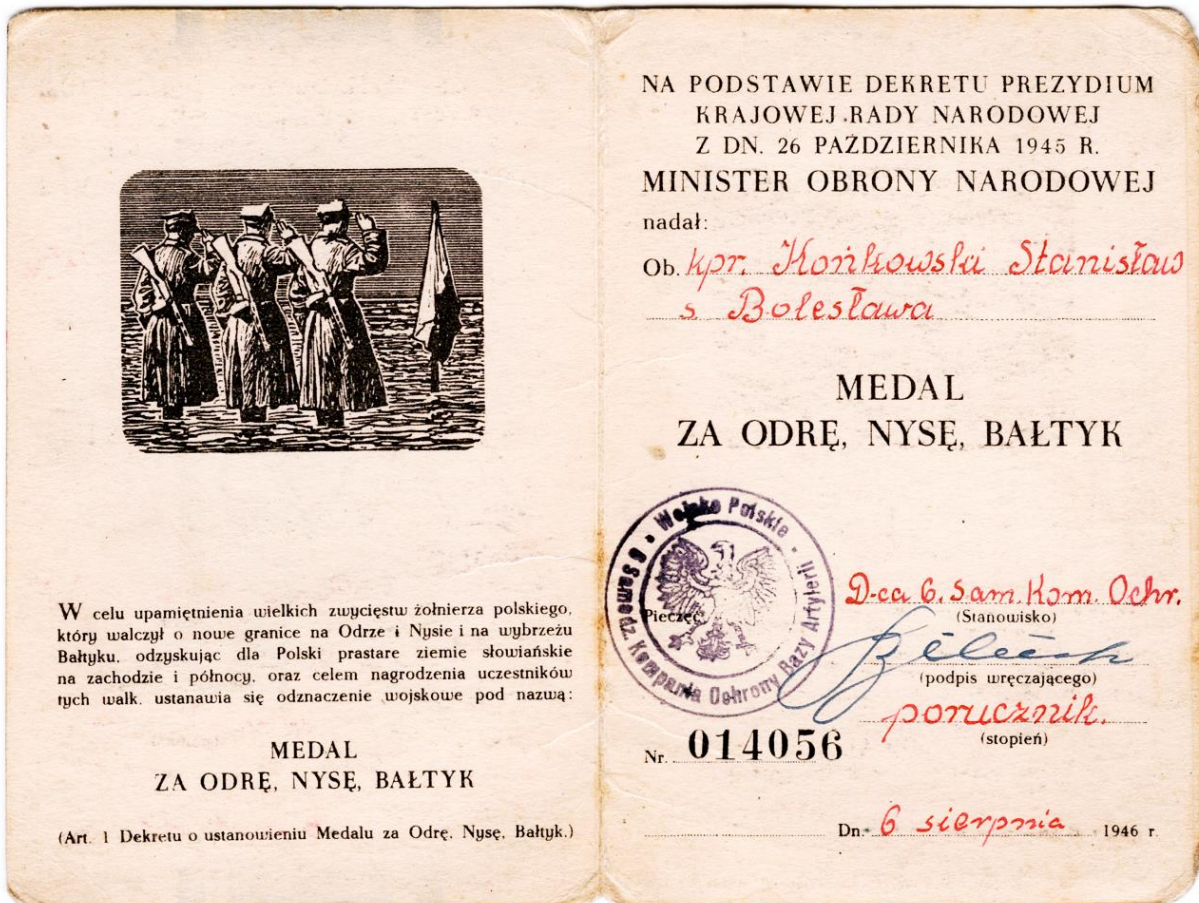 W celu upamiętnienia wielkich zwycięstw żołnierza polskiego,
który walczył o nowe granice na Odrze i Nysie i na wybrzeżu
Bałtyku, odzyskując dla Polski prastare ziemie słowiańskie
na zachodzie i północy, oraz celem nagrodzenia uczestników
tych walk, ustanawia się odznaczenie wojskowe pod nazwą:
MEDAL
ZA ODRĘ, NYSĘ, BAŁTYK
(Art. 1 Dekretu o ustanowieniu Medalu za Odrę, Nysę, Bałtyk.)
NA PODSTAWIE DEKRETU PREZYDIUM
KRAJOWEJ RADY NARODOWEJ
Z DN. 26 PAŹDZIERNIKA 1945 R.
MINISTER OBRONY NARODOWEJ
nadał:
Ob. kpr. Końkowski Stanisław
s Bolesława
MEDAL
ZA ODRĘ, NYSĘ, BAŁTYK
Wojsko Polskie
6 Samodz Kompania Ochrony Bazy Artylerii
Pieczęć
D-ca 6. Sam. Kom. Ochr.
(Stanowisko)
(podpis wręczającego)
porucznik.
(stopień)
Nr. 014056
Dn. 6 sierpnia 1946 r.